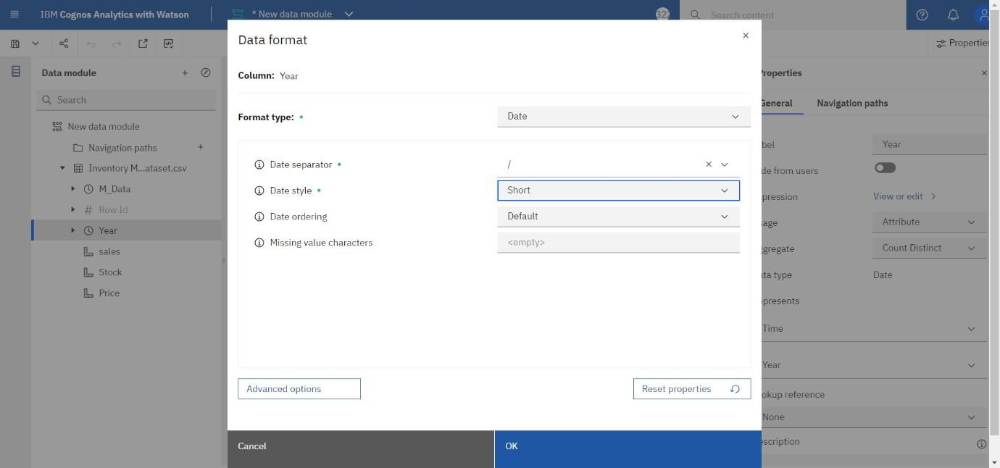 IBM Cognos Analytics with Watson
* New data module
32
Search content
Properties
Data module
Search
New data module
Navigation paths
Inventory M...ataset.csv
M_Data
# Row Id
Year
sales
Stock
Price
Data format
Column: Year
Format type:
Date
Date separator
/
Date style
Short
Date ordering
Default
Missing value characters
<empty>
Advanced options
Reset properties
Cancel
OK
Properties
General
Navigation paths
bel
Year
de from users
pression
View or edit
age
Attribute
ggregate
Count Distinct
ta type
Date
presents
Time
Year
okup reference
None
escription